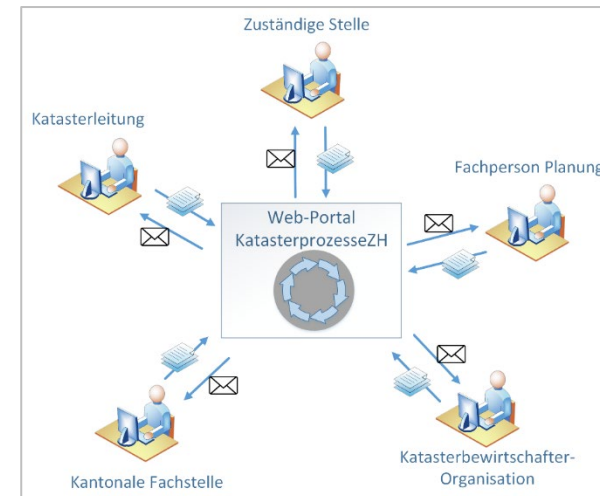 Zuständige Stelle
Katasterleitung
Fachperson Planung
Web-Portal
KatasterprozesseZH
Kantonale Fachstelle
Katasterbewirtschafter-
Organisation